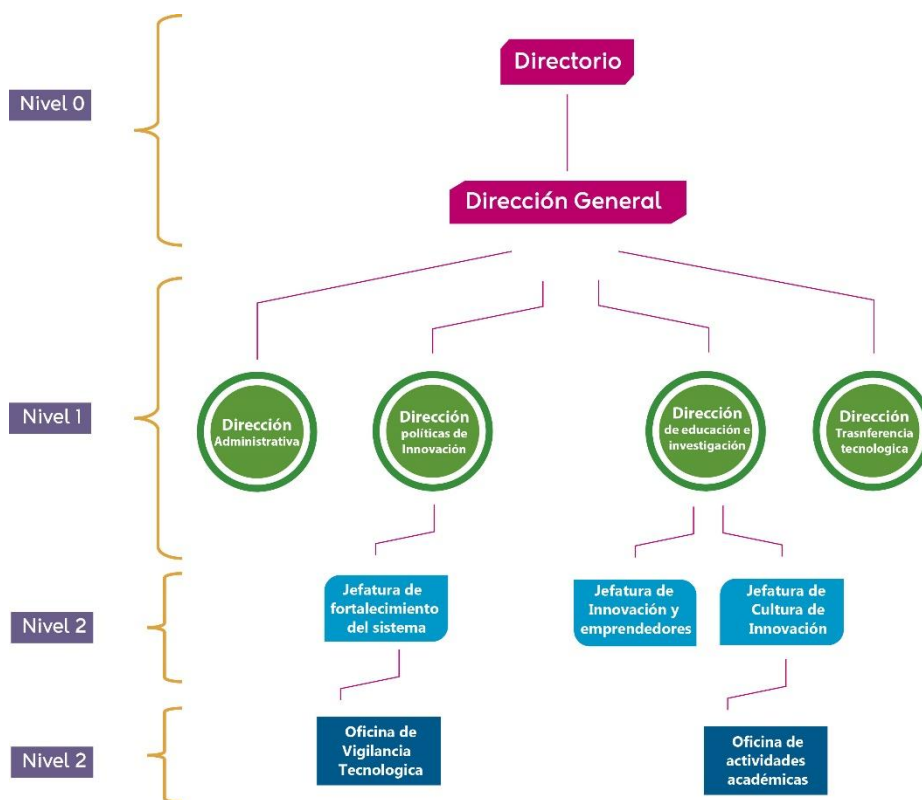 Directorio
Nivel 0
Dirección General
Nivel 1
Dirección
Administrativa
Dirección
políticas de
Innovación
Dirección
de educación e
investigación
Dirección
Trasnferencia
tecnologica
Nivel 2
Jefatura de
fortalecimiento
del sistema
Jefatura de
Innovación y
emprendedores
Jefatura de
Cultura de
Innovación
Nivel 2
Oficina de
Vigilancia
Tecnologica
Oficina de
actividades
académicas